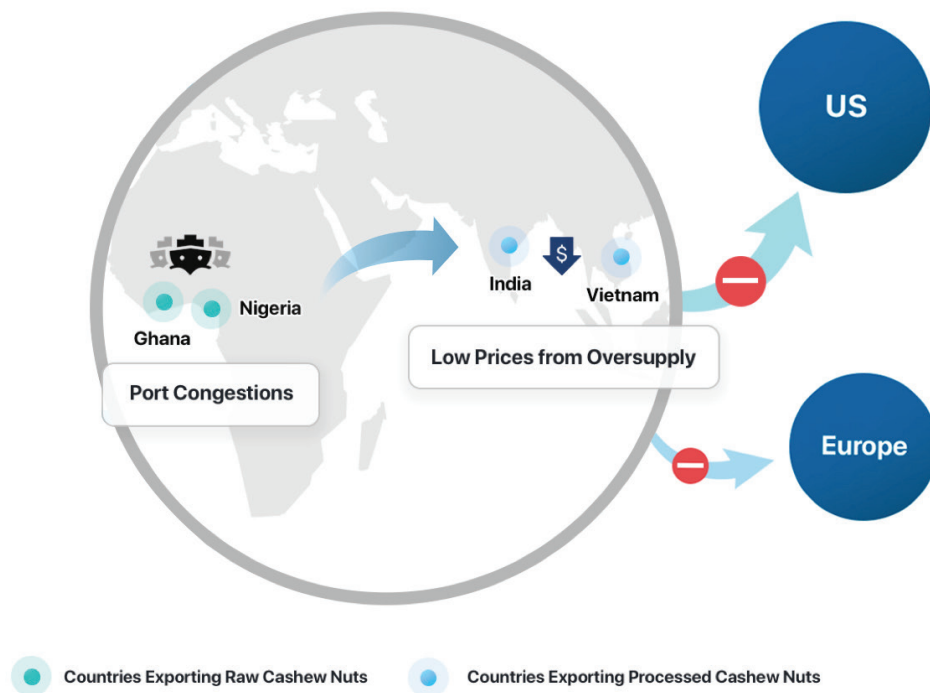 US
$
India
Vietnam
Nigeria
Ghana
Low Prices from Oversupply
Port Congestions
Europe
Countries Exporting Raw Cashew Nuts
Countries Exporting Processed Cashew Nuts